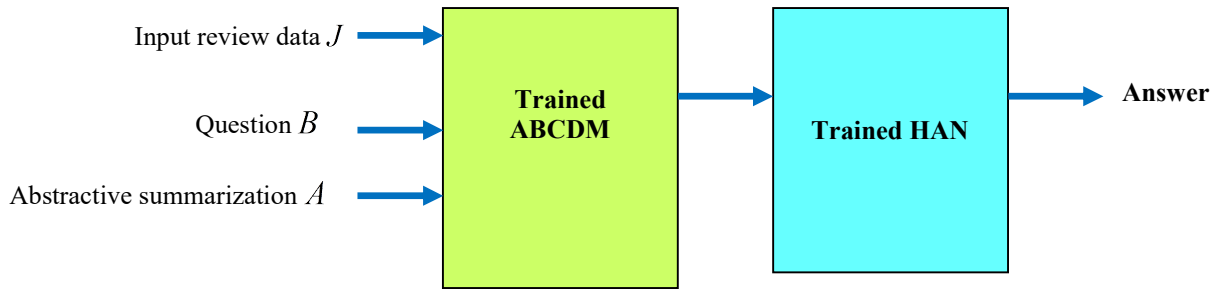 Input review data J
Question B
Abstractive summarization A
Trained
ABCDM
Trained HAN
Answer